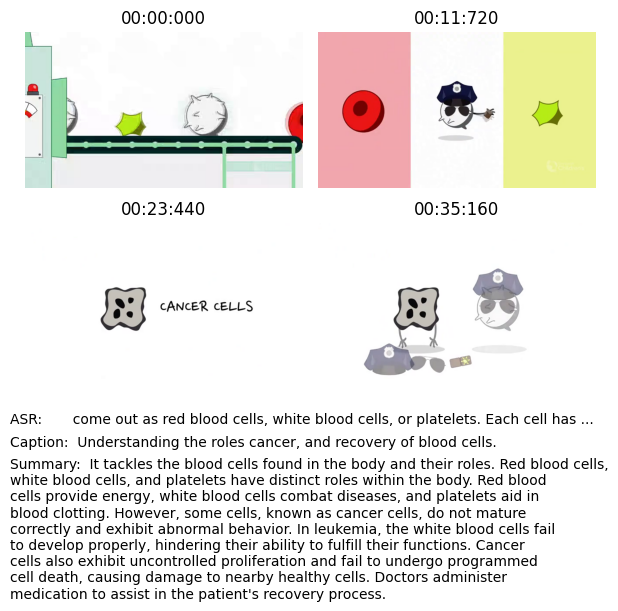 00:00:000
00:11:720
00:23:440
00:35:160
CANCER CELLS
ASR: come out as red blood cells, white blood cells, or platelets. Each cell has ...
Caption: Understanding the roles cancer, and recovery of blood cells.
Summary: It tackles the blood cells found in the body and their roles. Red blood cells,
white blood cells, and platelets have distinct roles within the body. Red blood
cells provide energy, white blood cells combat diseases, and platelets aid in
blood clotting. However, some cells, known as cancer cells, do not mature
correctly and exhibit abnormal behavior. In leukemia, the white blood cells fail
to develop properly, hindering their ability to fulfill their functions. Cancer
cells also exhibit uncontrolled proliferation and fail to undergo programmed
cell death, causing damage to nearby healthy cells. Doctors administer
medication to assist in the patient's recovery process.